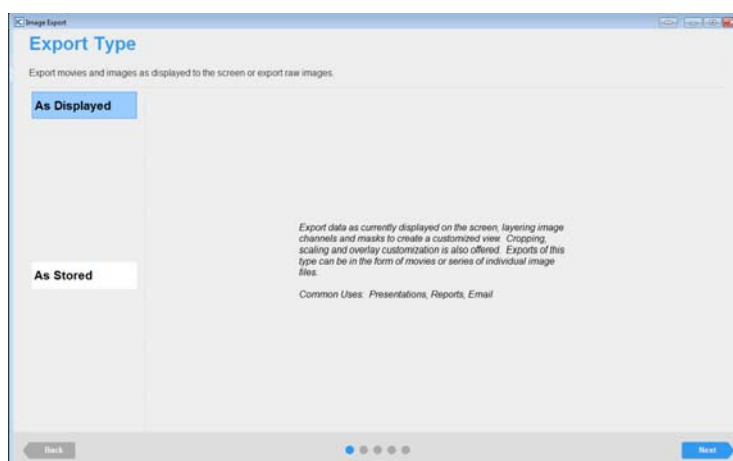 Image Export
Export Type
Export movies and images as displayed to the screen or export raw images.
As Displayed
Export data as currently displayed on the screen, layering image
channels and masks to create a customized view. Cropping,
scaling and overlay customization is also offered. Exports of this
type can be in the form of movies or series of individual image
files.
As Stored
Common Uses: Presentations, Reports, Email
Back
Next